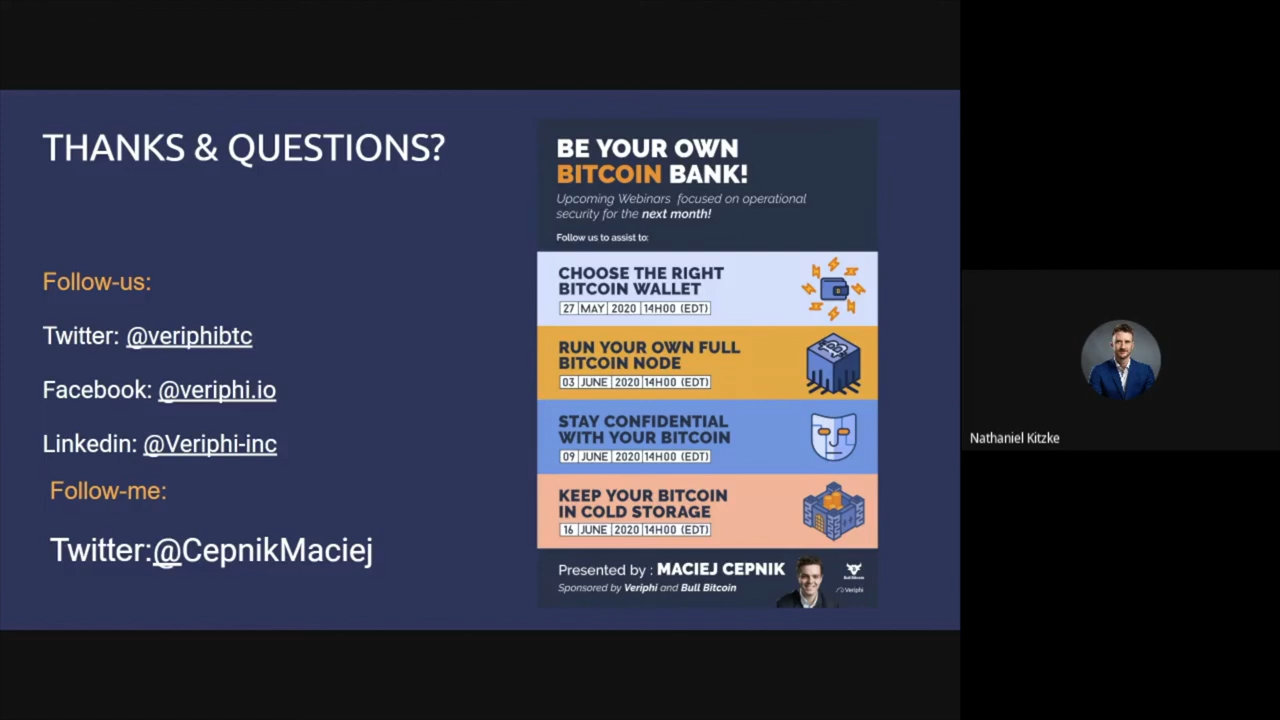 THANKS & QUESTIONS?
Follow-us:
Twitter: @veriphibtc
Facebook: @veriphi.io
Linkedin: @Veriphi-inc
Follow-me:
Twitter:@CepnikMaciej
BE YOUR OWN
BITCOIN BANK!
Upcoming Webinars focused on operational
security for the next month!
Follow us to assist to:
CHOOSE THE RIGHT
BITCOIN WALLET
27 MAY 2020 14H00 (EDT)
RUN YOUR OWN FULL
BITCOIN NODE
03 JUNE 2020 14H00 (EDT)
STAY CONFIDENTIAL
WITH YOUR BITCOIN
09 JUNE 2020 14H00 (EDT)
KEEP YOUR BITCOIN
IN COLD STORAGE
16 JUNE 2020 14H00 (EDT)
Presented by : MACIEJ CEPNIK
Sponsored by Veriphi and Bull Bitcoin
Bull Bitcoin
Veriphi
Nathaniel Kitzke